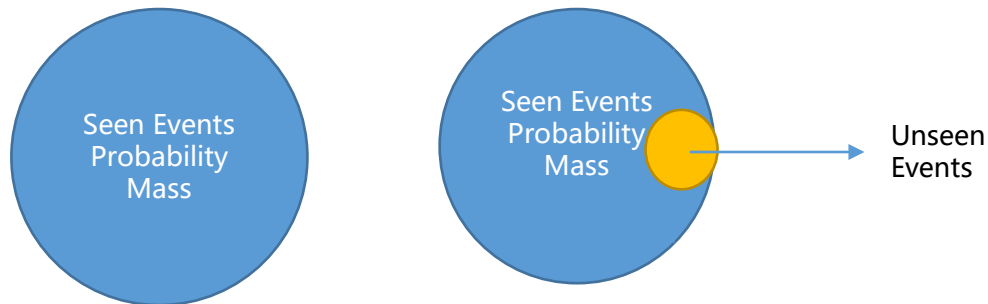 Seen Events
Probability
Mass
Seen Events
Probability
Mass
Unseen
Events